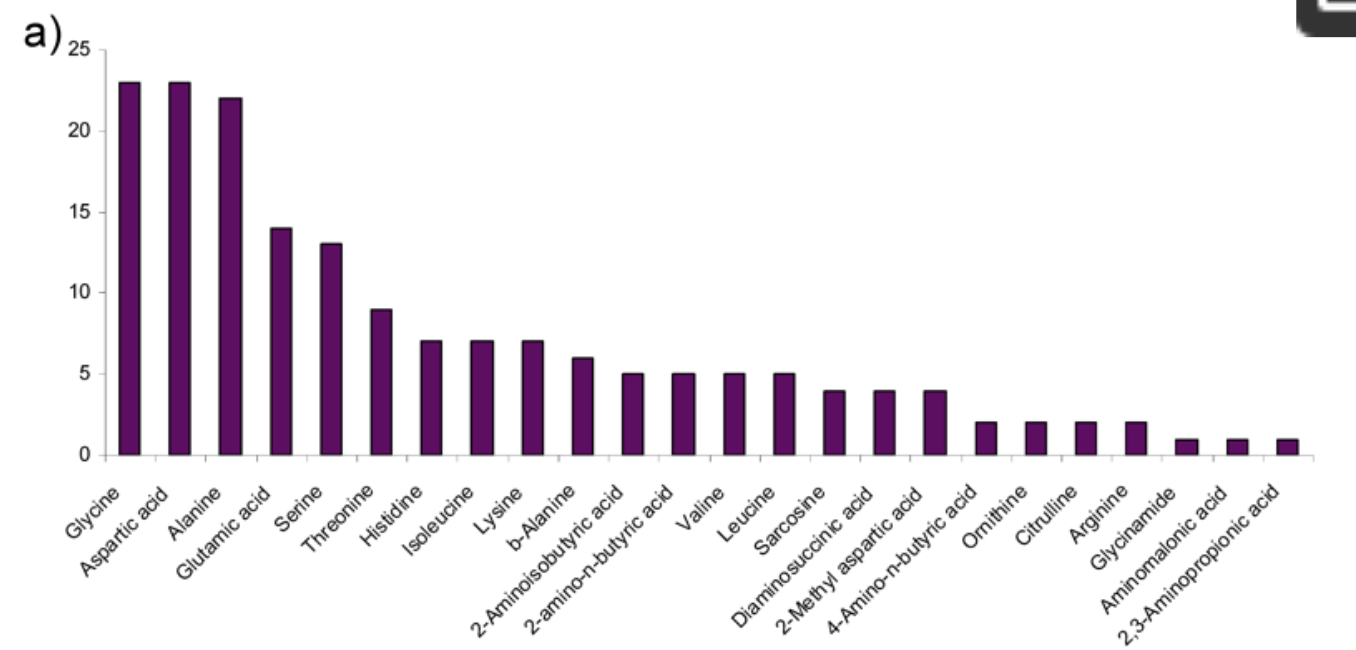 a)
25
20
15
10
5
0
Glycine
Aspartic acid
Alanine
Glutamic acid
Serine
Threonine
Histidine
Isoleucine
Lysine
b-Alanine
2-Aminoisobutyric acid
2-amino-n-butyric acid
Valine
Leucine
Sarcosine
Diaminosuccinic acid
2-Methyl aspartic acid
4-Amino-n-butyric acid
Ornithine
Citrulline
Arginine
Glycinamide
Aminomalonic acid
2,3-Aminopropionic acid